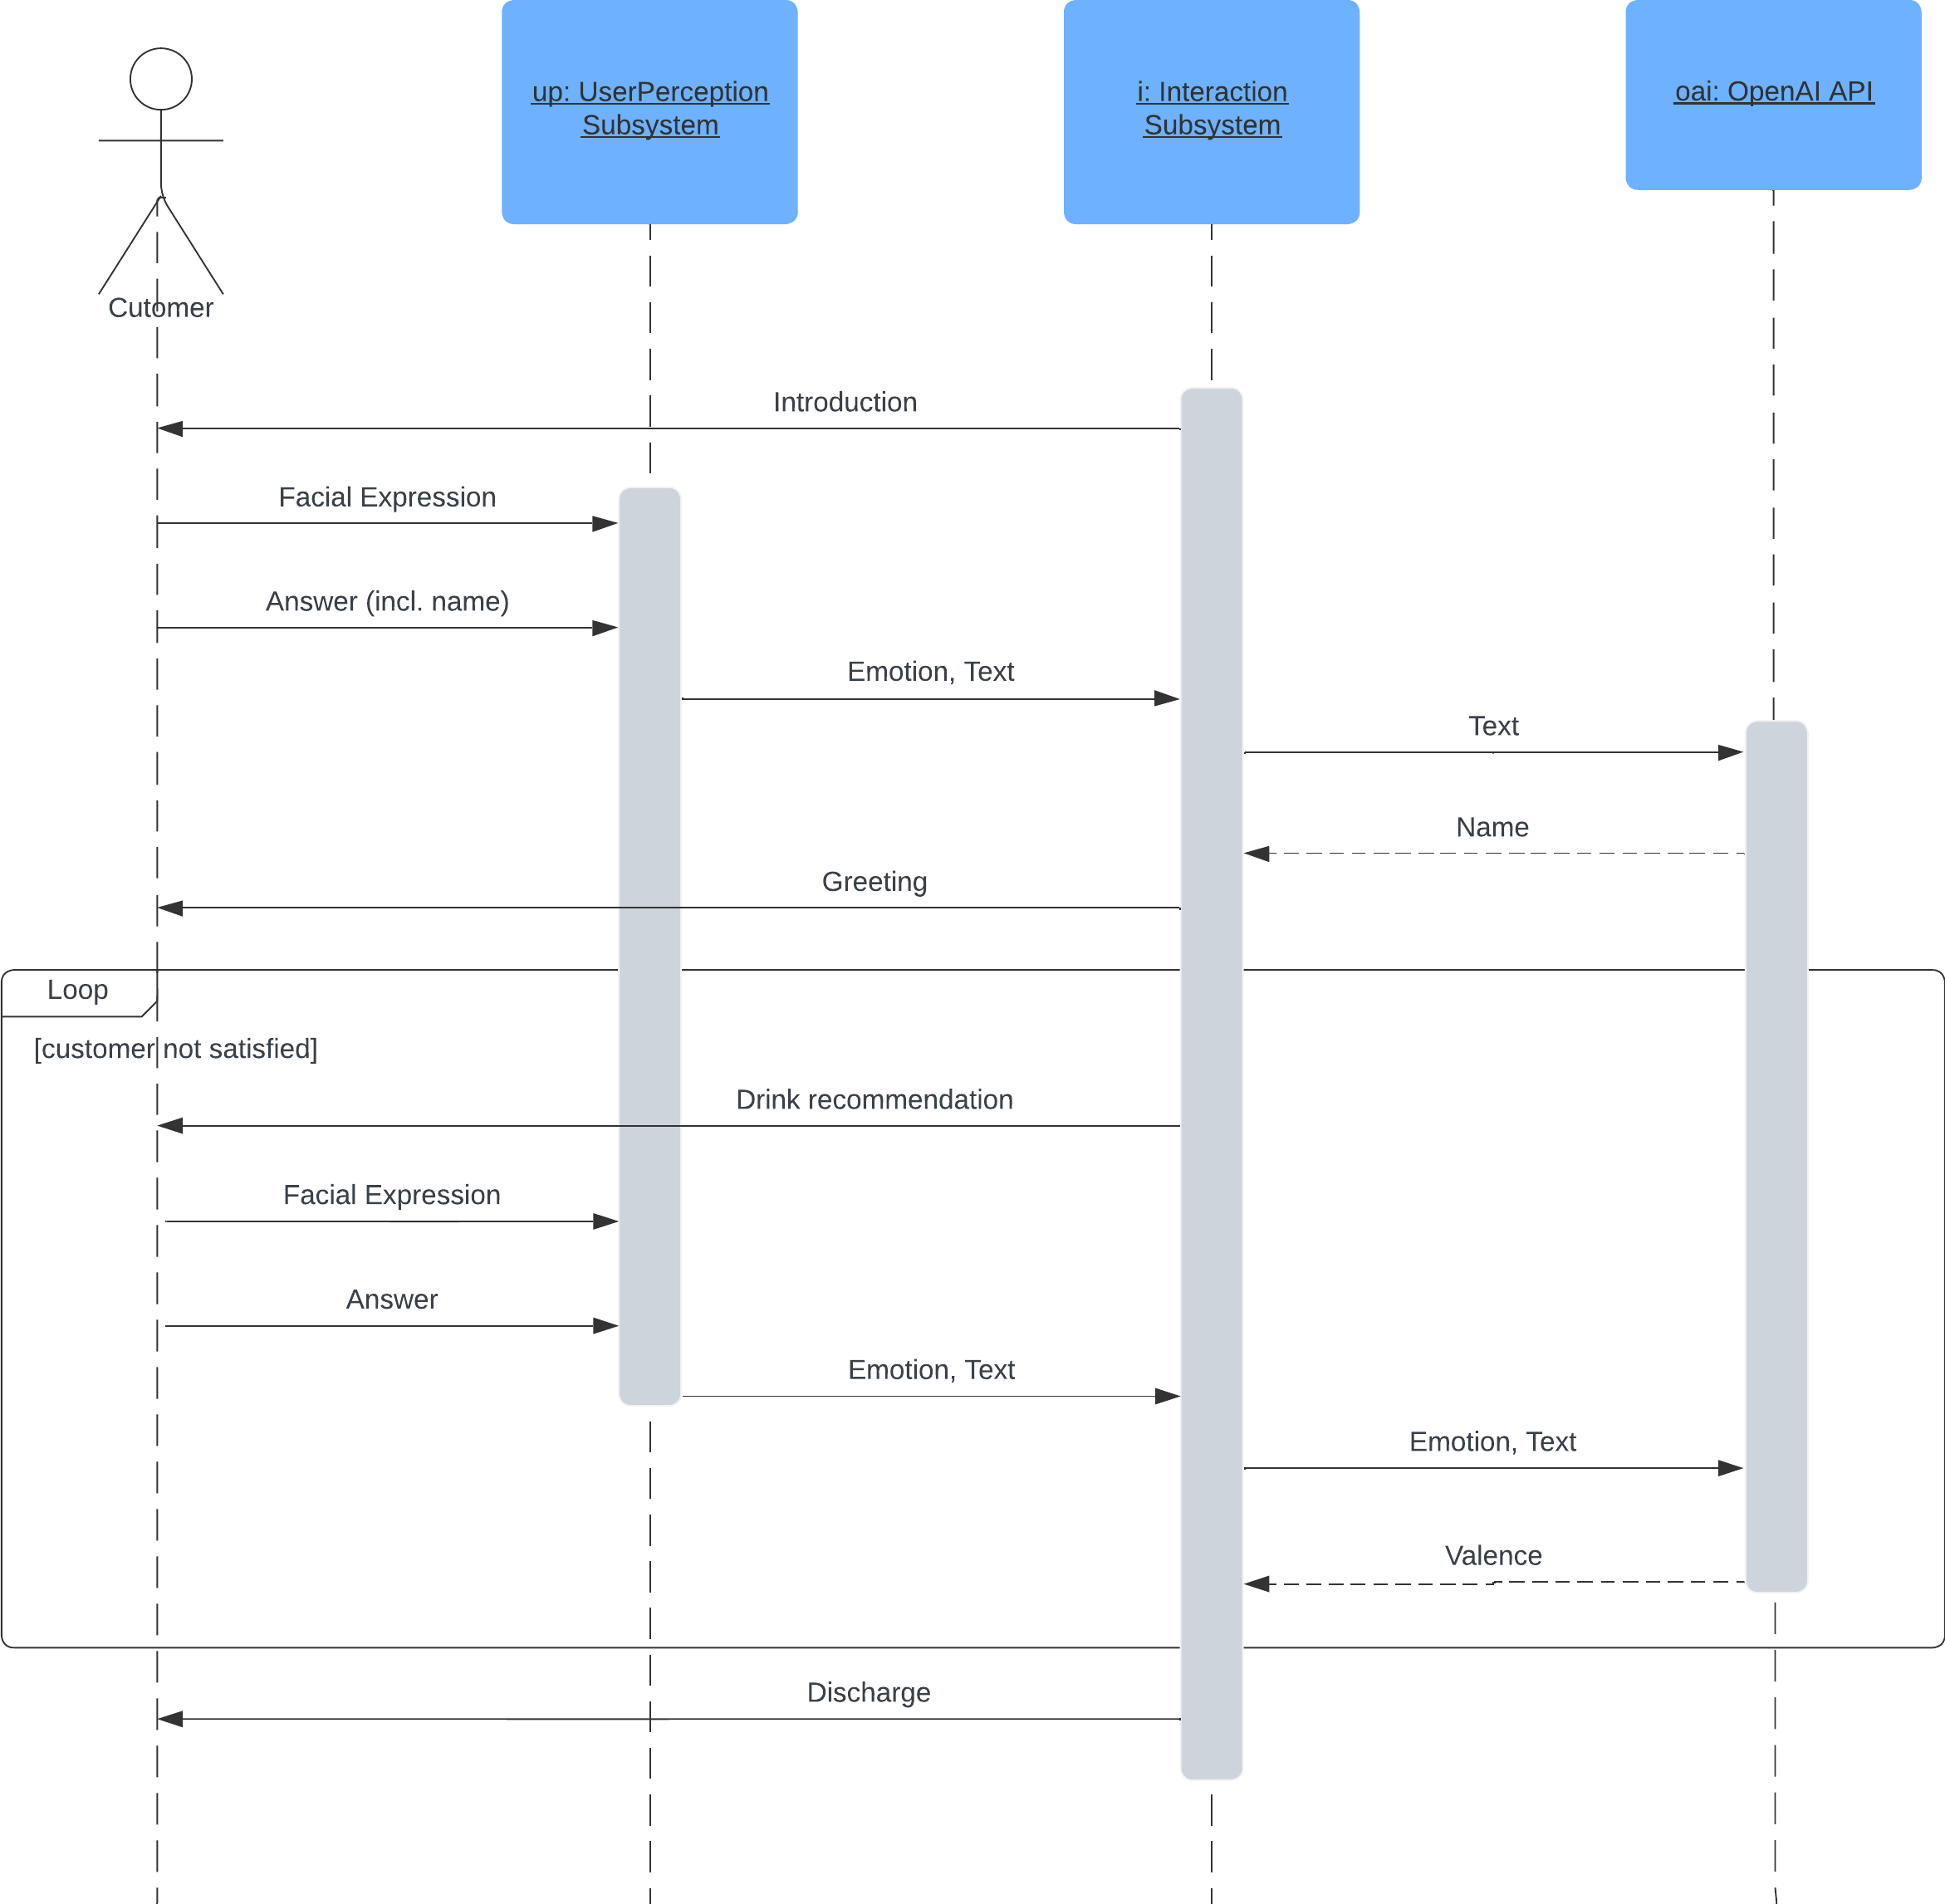 up: UserPerception
Subsystem
i: Interaction
Subsystem
oai: OpenAI API
Cutomer
Introduction
Facial Expression
Answer (incl. name)
Emotion, Text
Text
Name
Greeting
Loop
[customer not satisfied]
Drink recommendation
Facial Expression
Answer
Emotion, Text
Emotion, Text
Valence
Discharge